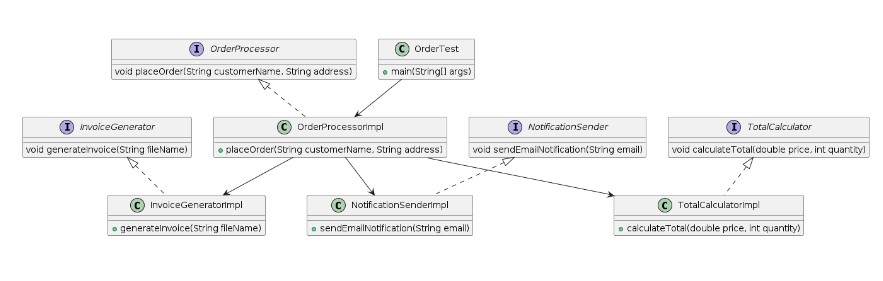 I OrderProcessor
void placeOrder(String customerName, String address)
C OrderTest
main(String[] args)
I InvoiceGenerator
void generateInvoice(String fileName)
C OrderProcessorImpl
placeOrder(String customerName, String address)
I NotificationSender
void sendEmailNotification(String email)
I TotalCalculator
void calculateTotal(double price, int quantity)
C InvoiceGeneratorImpl
generateInvoice(String fileName)
C NotificationSenderImpl
sendEmailNotification(String email)
C TotalCalculatorImpl
calculateTotal(double price, int quantity)